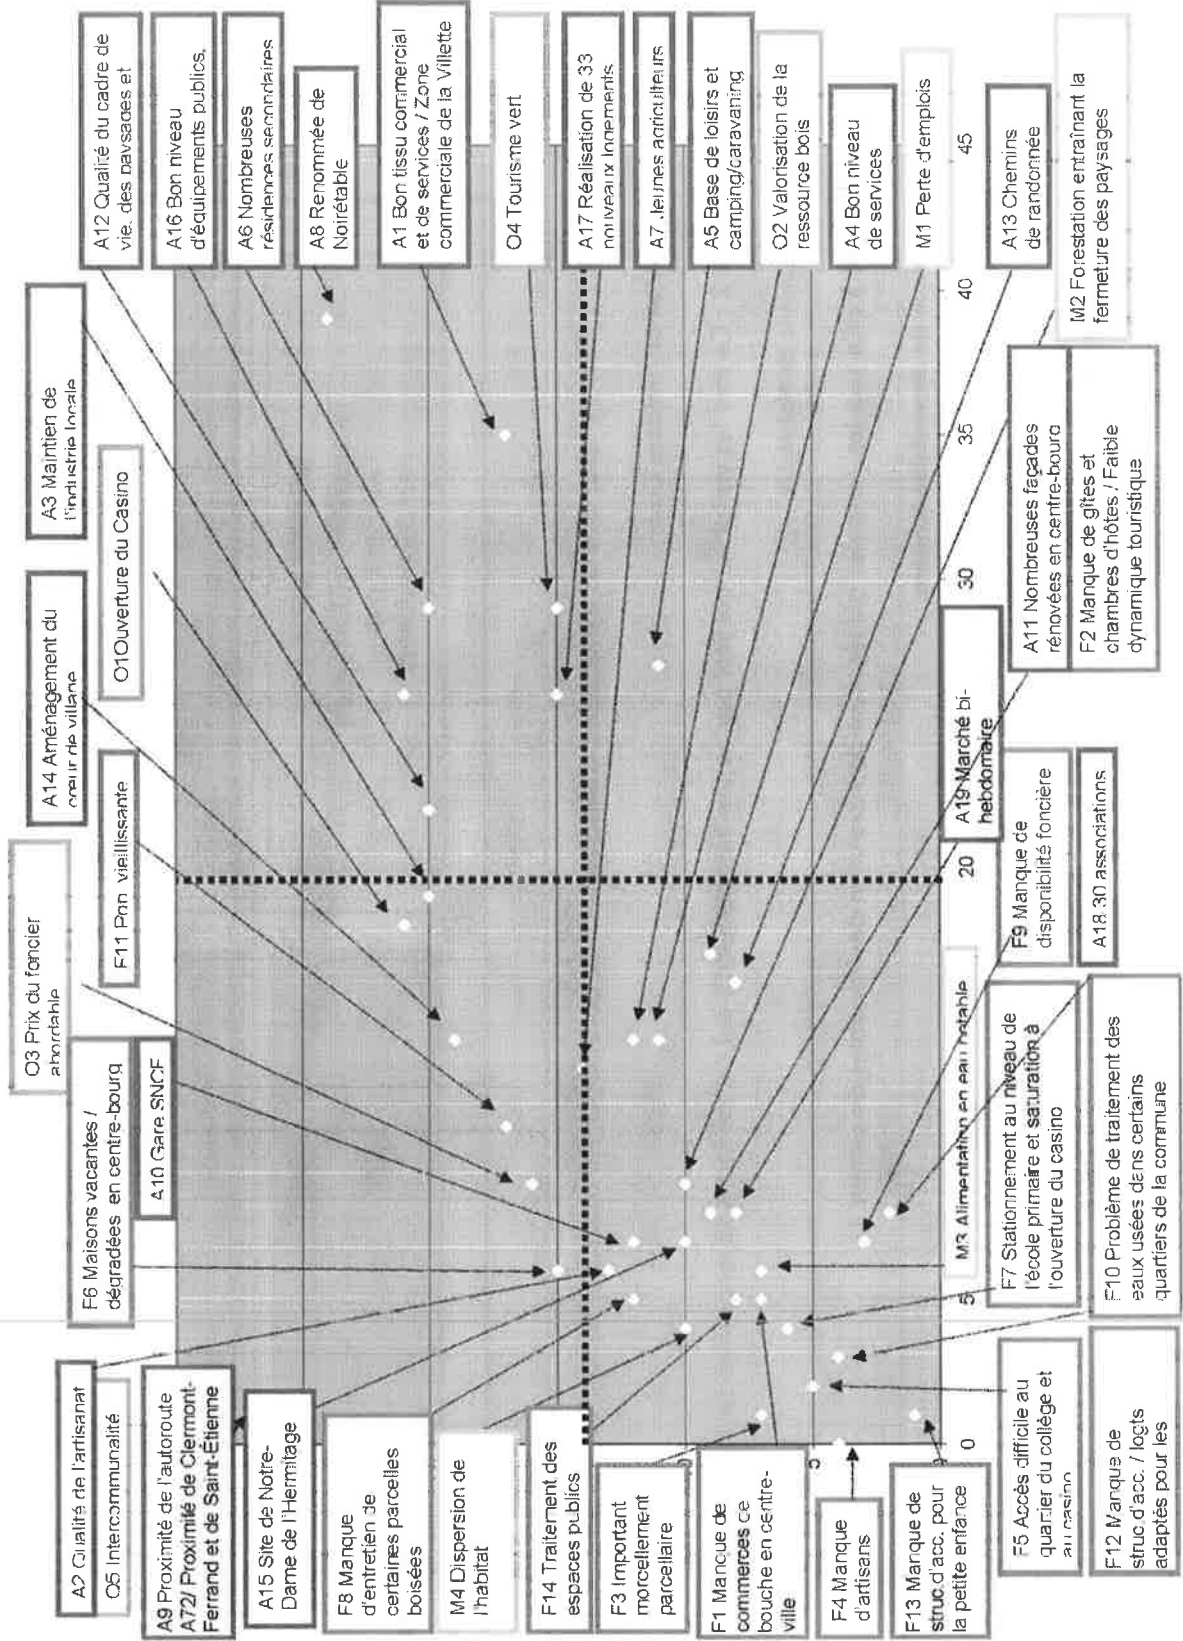 A12 Qualité du cadre de
vie, des paysages et
A16 Bon niveau
d'équipements publics,
A6 Nombreuses
résidences secondaires
A8 Renommée de
Noirétable
A1 Bon tissu commercial
et de services / Zone
commerciale de la Villette
O4 Tourisme vert
A17 Réalisation de 33
nouveaux logements
A7 Jeunes agriculteurs
A5 Base de loisirs et
camping/caravaning
O2 Valorisation de la
ressource bois
A4 Bon niveau
de services
M1 Perte d'emplois
A13 Chemins
de randonnée
M2 Forestation entraînant la
fermeture des paysages
A3 Maintien de
l'industrie locale
O1Ouverture du Casino
A14 Aménagement du
cœur de village
F11 Pop vieillissante
O3 Prix du foncier
abordable
F6 Maisons vacantes /
dégradées en centre-bourg
A10 Gare SNCF
A2 Qualité de l'artisanat
O5 Intercommunalité
A9 Proximité de l'autoroute
A72/ Proximité de Clermont-
Ferrand et de Saint-Étienne
A15 Site de Notre-
Dame de l'Hermitage
F8 Manque
d'entretien de
certaines parcelles
boisées
M4 Dispersion de
l'habitat
F14 Traitement des
espaces publics
F3 Important
morcellement
parcellaire
F1 Manque de
commerces de
bouche en centre-
ville
F4 Manque
d'artisans
F13 Manque de
struc.d'acc. pour
la petite enfance
5
0
5
20
30
35
40
45
A11 Nombreuses façades
rénovées en centre-bourg
F2 Manque de gîtes et
chambres d'hôtes / Faible
dynamique touristique
A19 Marché bi-
hebdomaire
F9 Manque de
disponibilité foncière
A18 30 associations
M3 Alimentation en eau potable
F7 Stationnement au niveau de
l'école primaire et saturation à
l'ouverture du casino
F10 Problème de traitement des
eaux usées dans certains
quartiers de la commune
F5 Accès difficile au
quartier du collège et
au casino
F12 Manque de
struc.d'acc. / logts
adaptés pour les